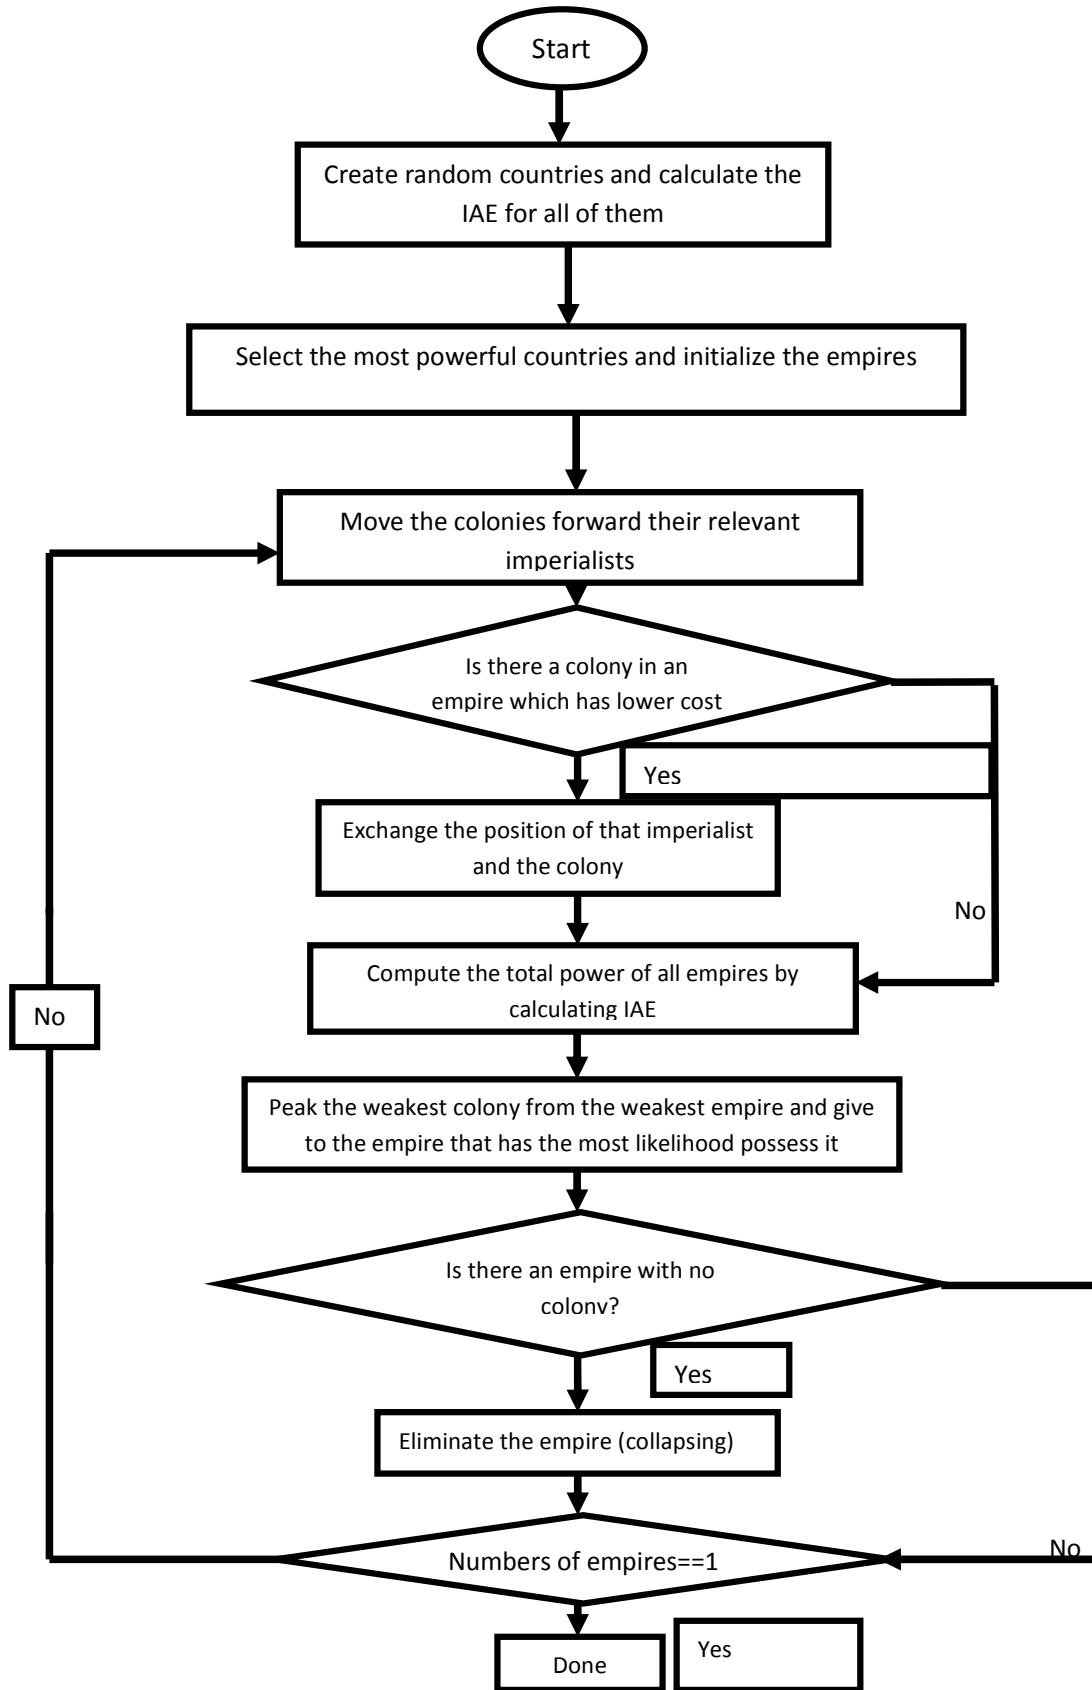 Start
Create random countries and calculate the
IAE for all of them
Select the most powerful countries and initialize the empires
Move the colonies forward their relevant
imperialists
Is there a colony in an
empire which has lower cost
Yes
Exchange the position of that imperialist
and the colony
No
Compute the total power of all empires by
calculating IAE
No
Peak the weakest colony from the weakest empire and give
to the empire that has the most likelihood possess it
Is there an empire with no
colony?
Yes
Eliminate the empire (collapsing)
No
Numbers of empires==1
Yes
Done